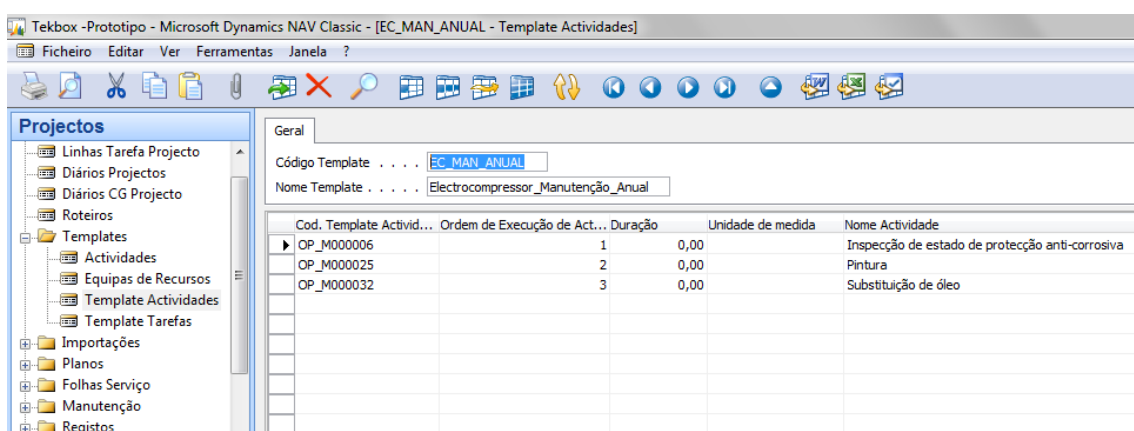 Tekbox -Prototipo - Microsoft Dynamics NAV Classic - [EC_MAN_ANUAL - Template Actividades]
Ficheiro Editar Ver Ferramentas Janela ?
Projectos
Linhas Tarefa Projecto
Diários Projectos
Diários CG Projecto
Roteiros
Templates
Actividades
Equipas de Recursos
Template Actividades
Template Tarefas
Importações
Planos
Folhas Serviço
Manutenção
Registos
Geral
Código Template . . . . EC_MAN_ANUAL
Nome Template . . . . . Electrocompressor_Manutenção_Anual
Cod. Template Activid... Ordem de Execução de Act... Duração Unidade de medida Nome Actividade
OP_M000006 1 0,00 Inspecção de estado de protecção anti-corrosiva
OP_M000025 2 0,00 Pintura
OP_M000032 3 0,00 Substituição de óleo